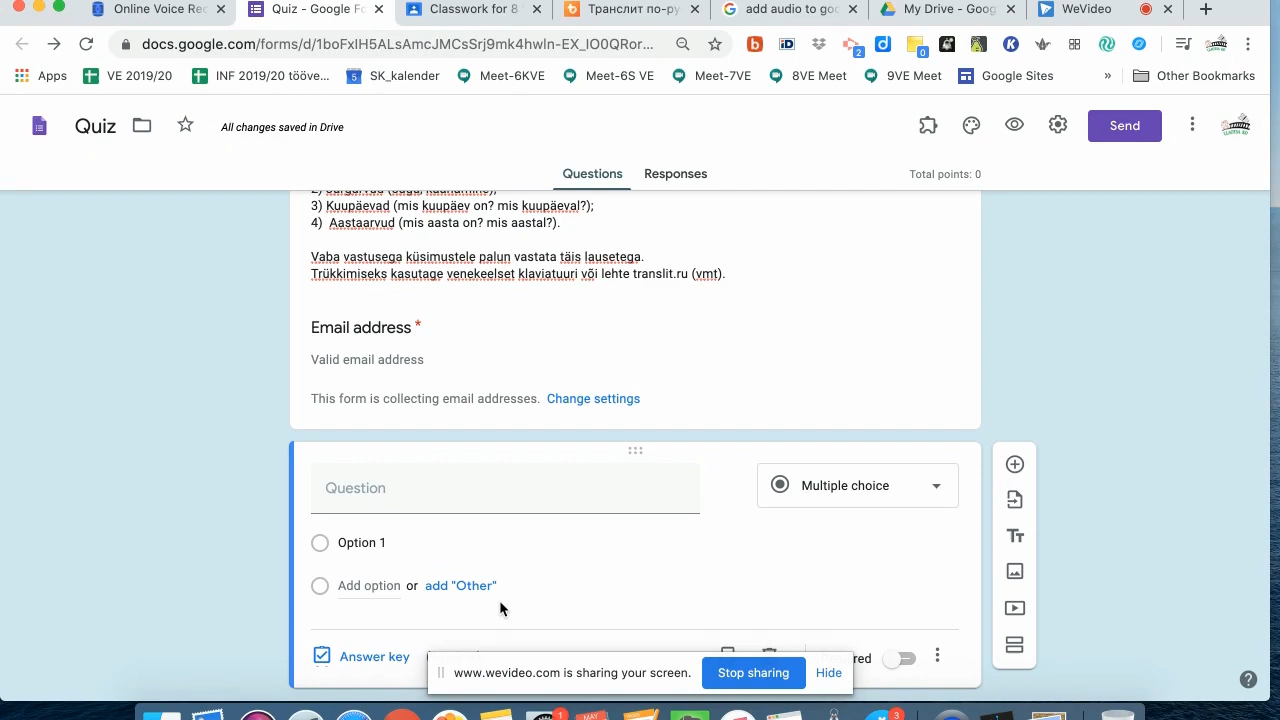 Online Voice Rec
Quiz - Google Fo
Classwork for 8
Транслит по-ру
add audio to goo
My Drive - Goog
WeVideo
docs.google.com/forms/d/1boFxIH5ALsAmcJMCsSrj9mk4hwln-EX_IO0QRor...
Apps
VE 2019/20
INF 2019/20 tööve...
SK_kalender
Meet-6KVE
Meet-6S VE
Meet-7VE
8VE Meet
9VE Meet
Google Sites
»
Other Bookmarks
Quiz
All changes saved in Drive
Send
Questions
Responses
Total points: 0
3) Kuupäevad (mis kuupäev on? mis kuupäeval?);
4) Aastaarvud (mis aasta on? mis aastal?).
Vaba vastusega küsimustele palun vastata täis lausetega.
Trükkimiseks kasutage venekeelset klaviatuuri või lehte translit.ru (vmt).
Email address *
Valid email address
This form is collecting email addresses. Change settings
Question
Multiple choice
Option 1
Add option or add "Other"
Answer key
www.wevideo.com is sharing your screen.
Stop sharing
Hide